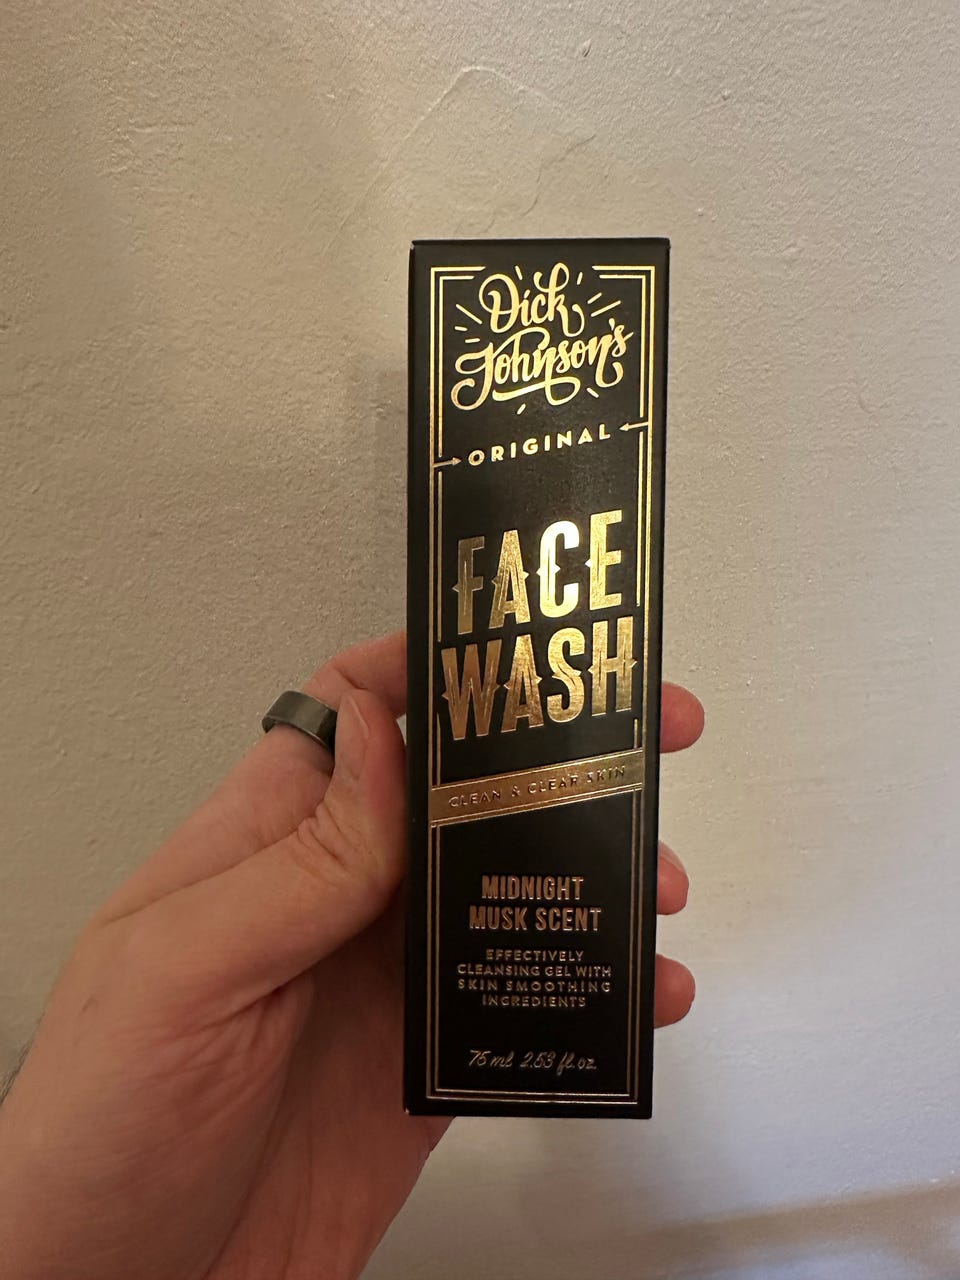 Dick
Johnson's
ORIGINAL
FACE
WASH
CLEAN & CLEAR SKIN
MIDNIGHT
MUSK SCENT
EFFECTIVELY
CLEANSING GEL WITH
SKIN SMOOTHING
INGREDIENTS
75 ml 2.53 fl. oz.